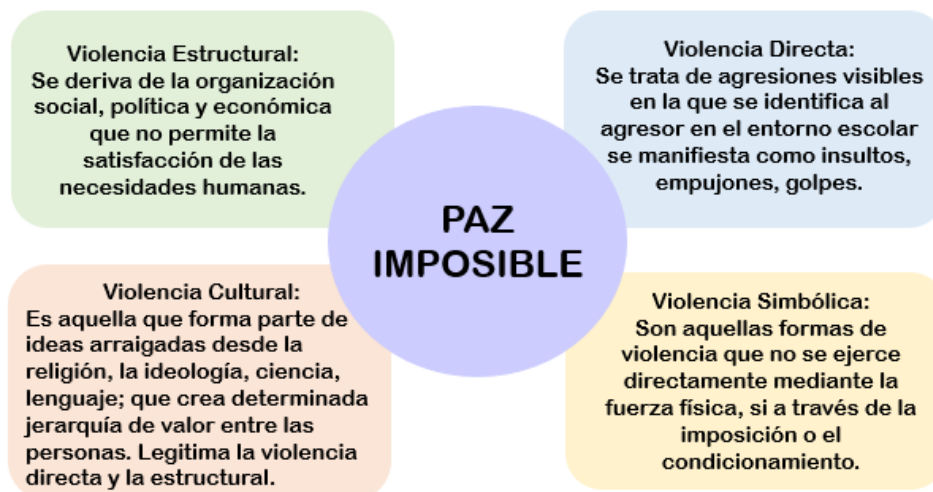 Violencia Estructural:
Se deriva de la organización
social, política y económica
que no permite la
satisfacción de las
necesidades humanas.
Violencia Directa:
Se trata de agresiones visibles
en la que se identifica al
agresor en el entorno escolar
se manifiesta como insultos,
empujones, golpes.
PAZ
IMPOSIBLE
Violencia Cultural:
Es aquella que forma parte de
ideas arraigadas desde la
religión, la ideología, ciencia,
lenguaje; que crea determinada
jerarquía de valor entre las
personas. Legitima la violencia
directa y la estructural.
Violencia Simbólica:
Son aquellas formas de
violencia que no se ejerce
directamente mediante la
fuerza física, si a través de la
imposición o el
condicionamiento.